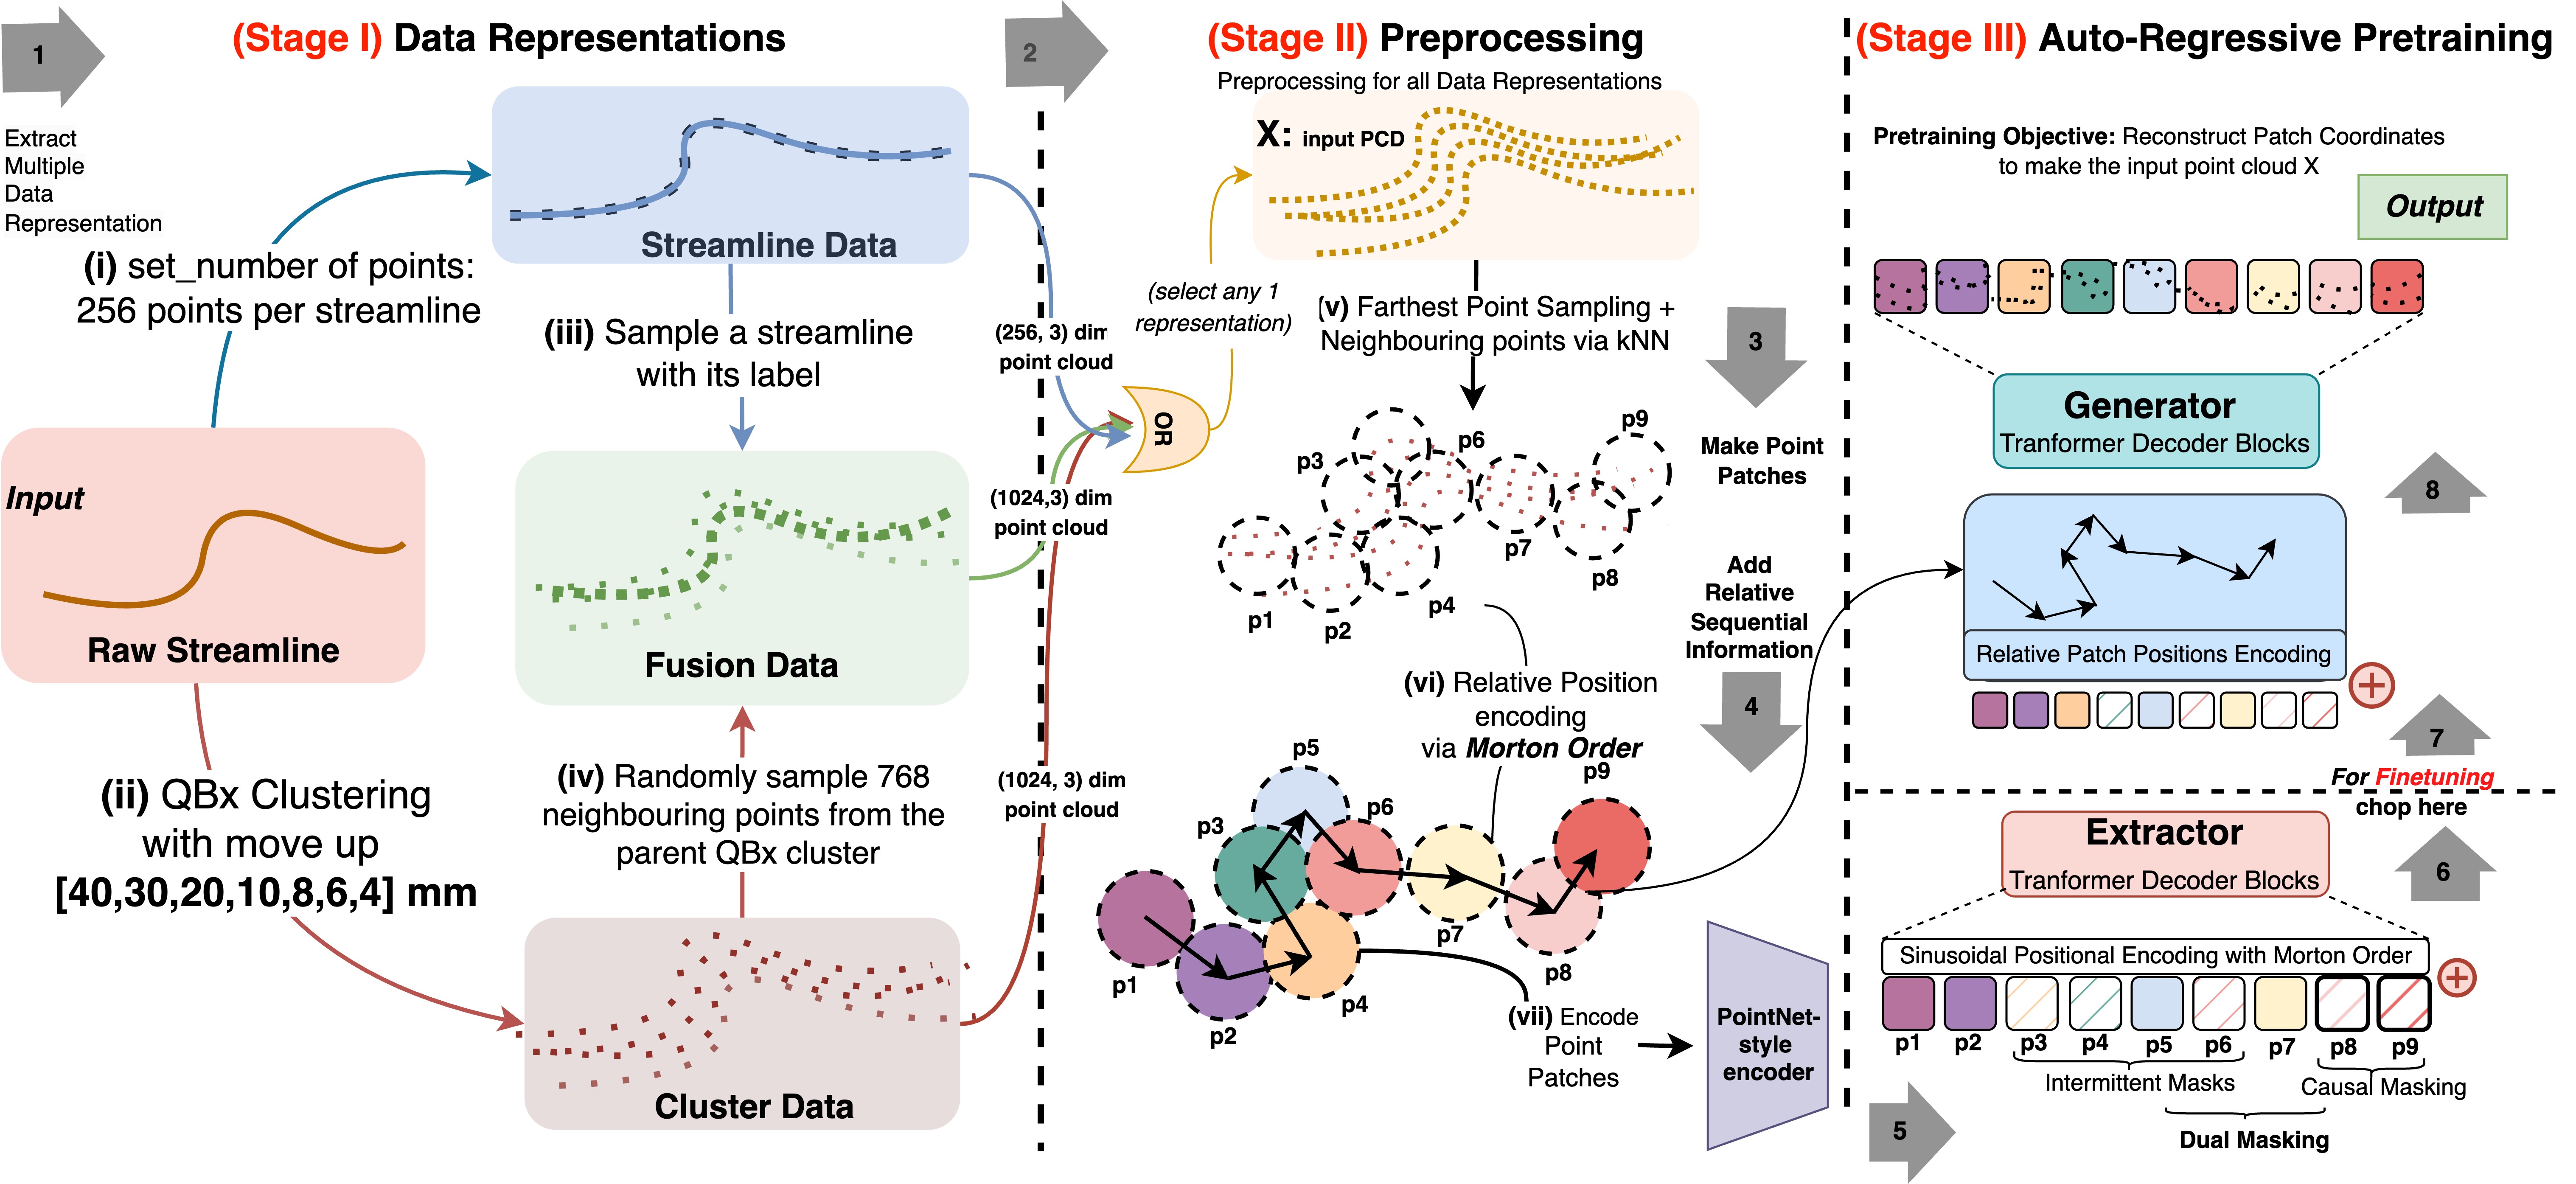 1
(Stage I) Data Representations
Extract
Multiple
Data
Representation
(i) set_number of points:
256 points per streamline
Streamline Data
(iii) Sample a streamline
with its label
Input
Raw Streamline
Fusion Data
(ii) QBx Clustering
with move up
[40,30,20,10,8,6,4] mm
(iv) Randomly sample 768
neighbouring points from the
parent QBx cluster
Cluster Data
2
(256, 3) dim
point cloud
(1024,3) dim
point cloud
(1024, 3) dim
point cloud
OR
(select any 1
representation)
(Stage II) Preprocessing
Preprocessing for all Data Representations
X: input PCD
(v) Farthest Point Sampling +
Neighbouring points via kNN
3
Make Point
Patches
p3
p6
p9
p7
p8
p4
p1
p2
Add
Relative
Sequential
Information
4
(vi) Relative Position
encoding
via Morton Order
p5
p9
p3
p6
p7
p8
p1
p4
p2
(vii) Encode
Point
Patches
PointNet-
style
encoder
(Stage III) Auto-Regressive Pretraining
Pretraining Objective: Reconstruct Patch Coordinates
to make the input point cloud X
Output
Generator
Tranformer Decoder Blocks
8
Relative Patch Positions Encoding
7
For Finetuning
chop here
Extractor
Tranformer Decoder Blocks
6
Sinusoidal Positional Encoding with Morton Order
p1 p2 p3 p4 p5 p6 p7 p8 p9
Intermittent Masks
Causal Masking
Dual Masking
5